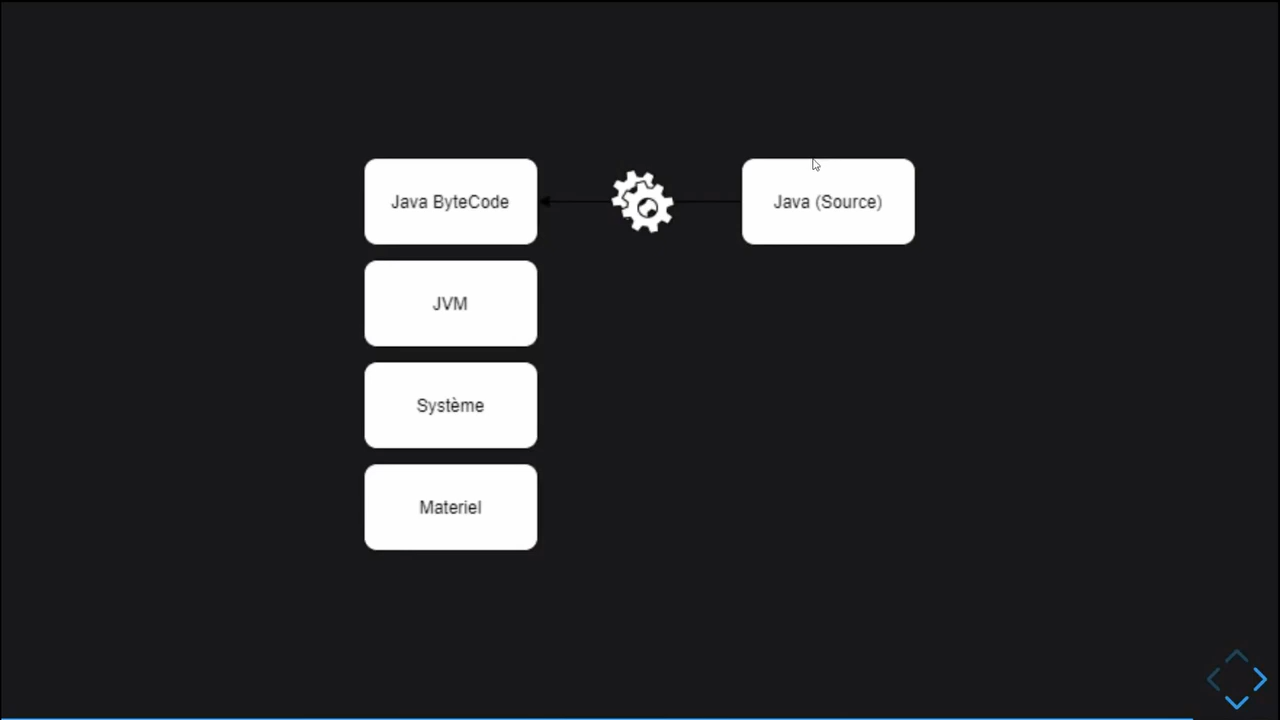 Java ByteCode
Java (Source)
JVM
Système
Materiel